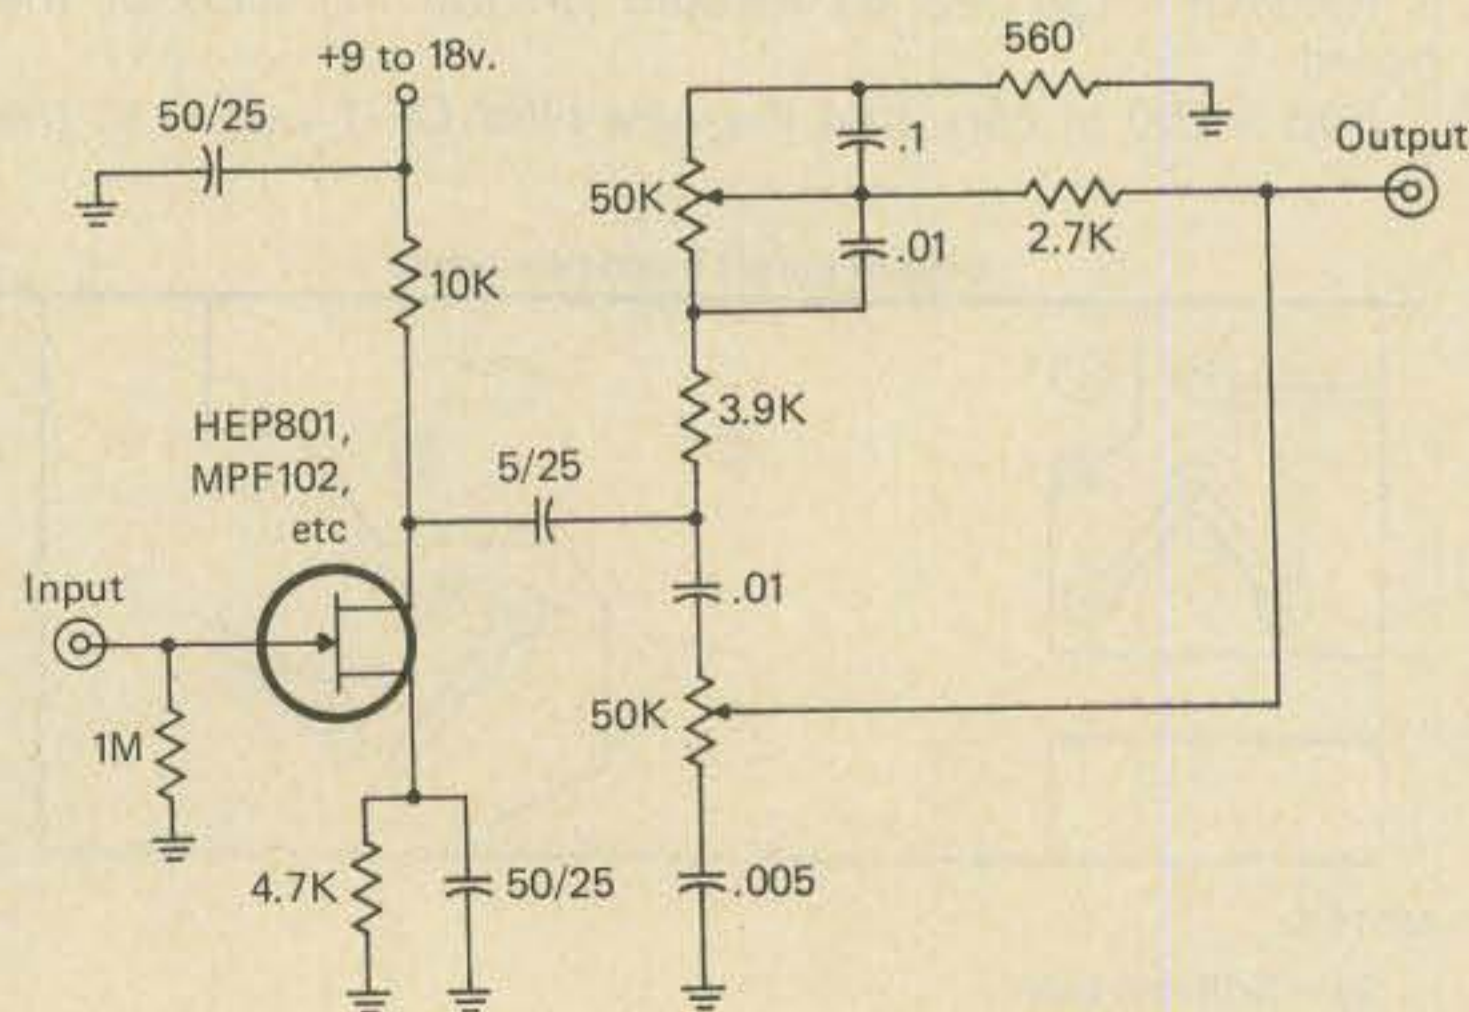 560
+9 to 18v.
50/25
Output
.1
50K
2.7K
.01
10K
3.9K
HEP801,
MPF102,
etc
5/25
Input
.01
50K
1M
4.7K
50/25
.005